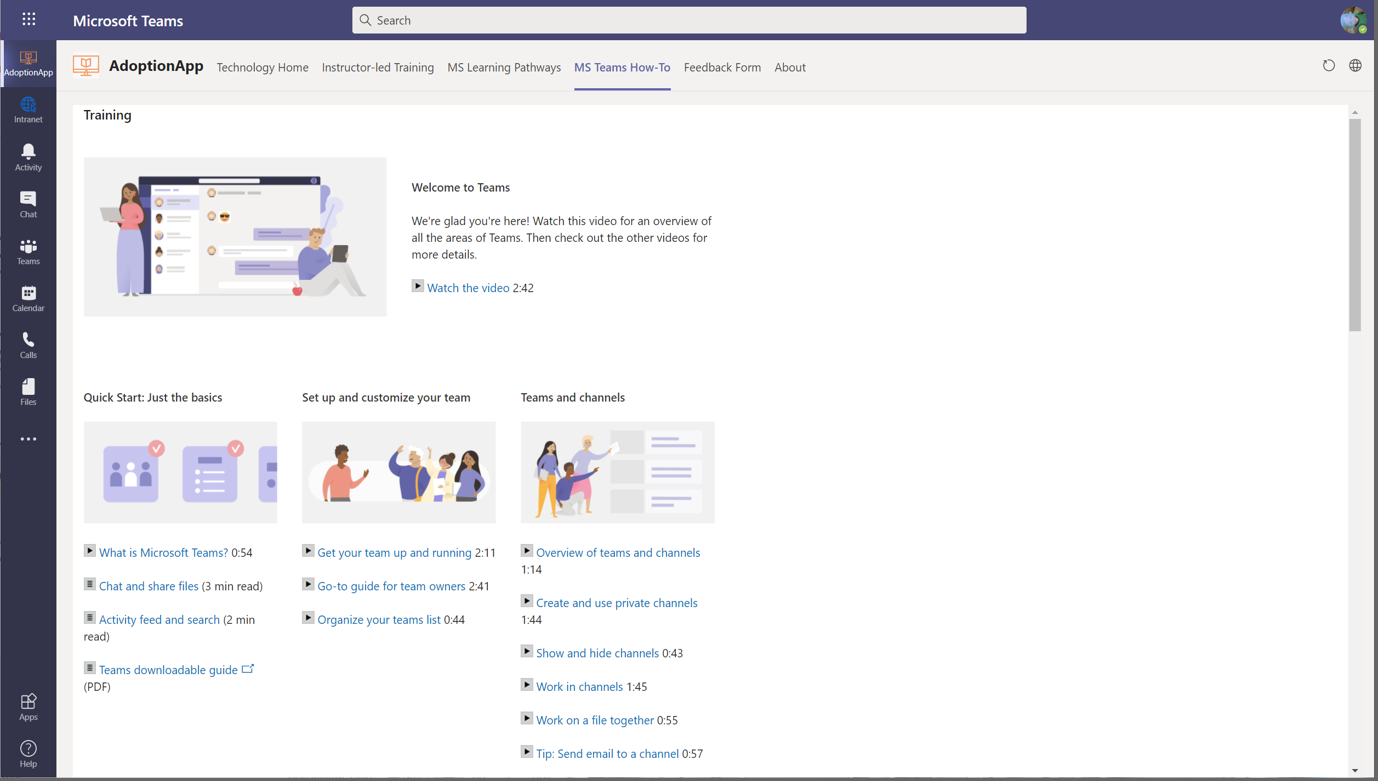 Microsoft Teams
Search
AdoptionApp
Intranet
Activity
Chat
Teams
Calendar
Calls
Files
Apps
Help
AdoptionApp
Technology Home
Instructor-led Training
MS Learning Pathways
MS Teams How-To
Feedback Form
About
Training
Welcome to Teams
We're glad you're here! Watch this video for an overview of
all the areas of Teams. Then check out the other videos for
more details.
Watch the video 2:42
Quick Start: Just the basics
What is Microsoft Teams? 0:54
Chat and share files (3 min read)
Activity feed and search (2 min
read)
Teams downloadable guide
(PDF)
Set up and customize your team
Get your team up and running 2:11
Go-to guide for team owners 2:41
Organize your teams list 0:44
Teams and channels
Overview of teams and channels
1:14
Create and use private channels
1:44
Show and hide channels 0:43
Work in channels 1:45
Work on a file together 0:55
Tip: Send email to a channel 0:57